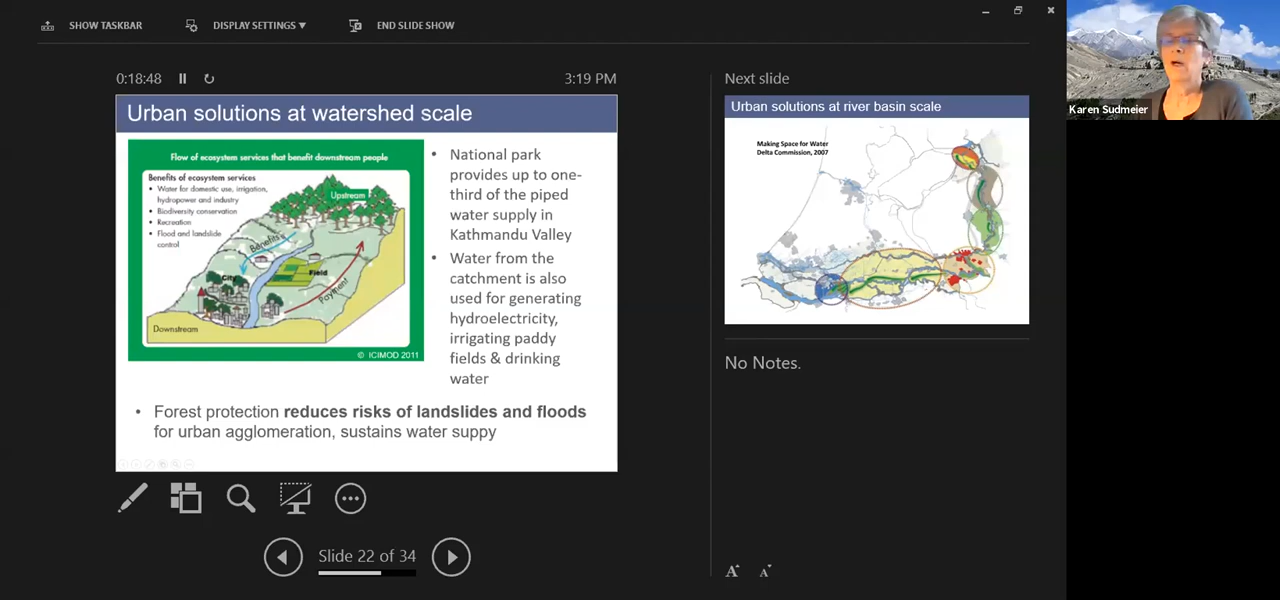 SHOW TASKBAR
DISPLAY SETTINGS ▼
END SLIDE SHOW
0:18:48
3:19 PM
Urban solutions at watershed scale
Flow of ecosystem services that benefit downstream people
Benefits of ecosystem services
• Water for domestic use, irrigation,
hydropower and industry
• Biodiversity conservation
• Recreation
• Flood and landslide
control
Upstream
Benefits
City
Field
Payment
Downstream
© ICIMOD 2011
• National park
provides up to one-
third of the piped
water supply in
Kathmandu Valley
• Water from the
catchment is also
used for generating
hydroelectricity,
irrigating paddy
fields & drinking
water
• Forest protection reduces risks of landslides and floods
for urban agglomeration, sustains water suppy
Slide 22 of 34
Next slide
Urban solutions at river basin scale
Making Space for Water
Delta Commission, 2007
No Notes.
A A
Karen Sudmeier